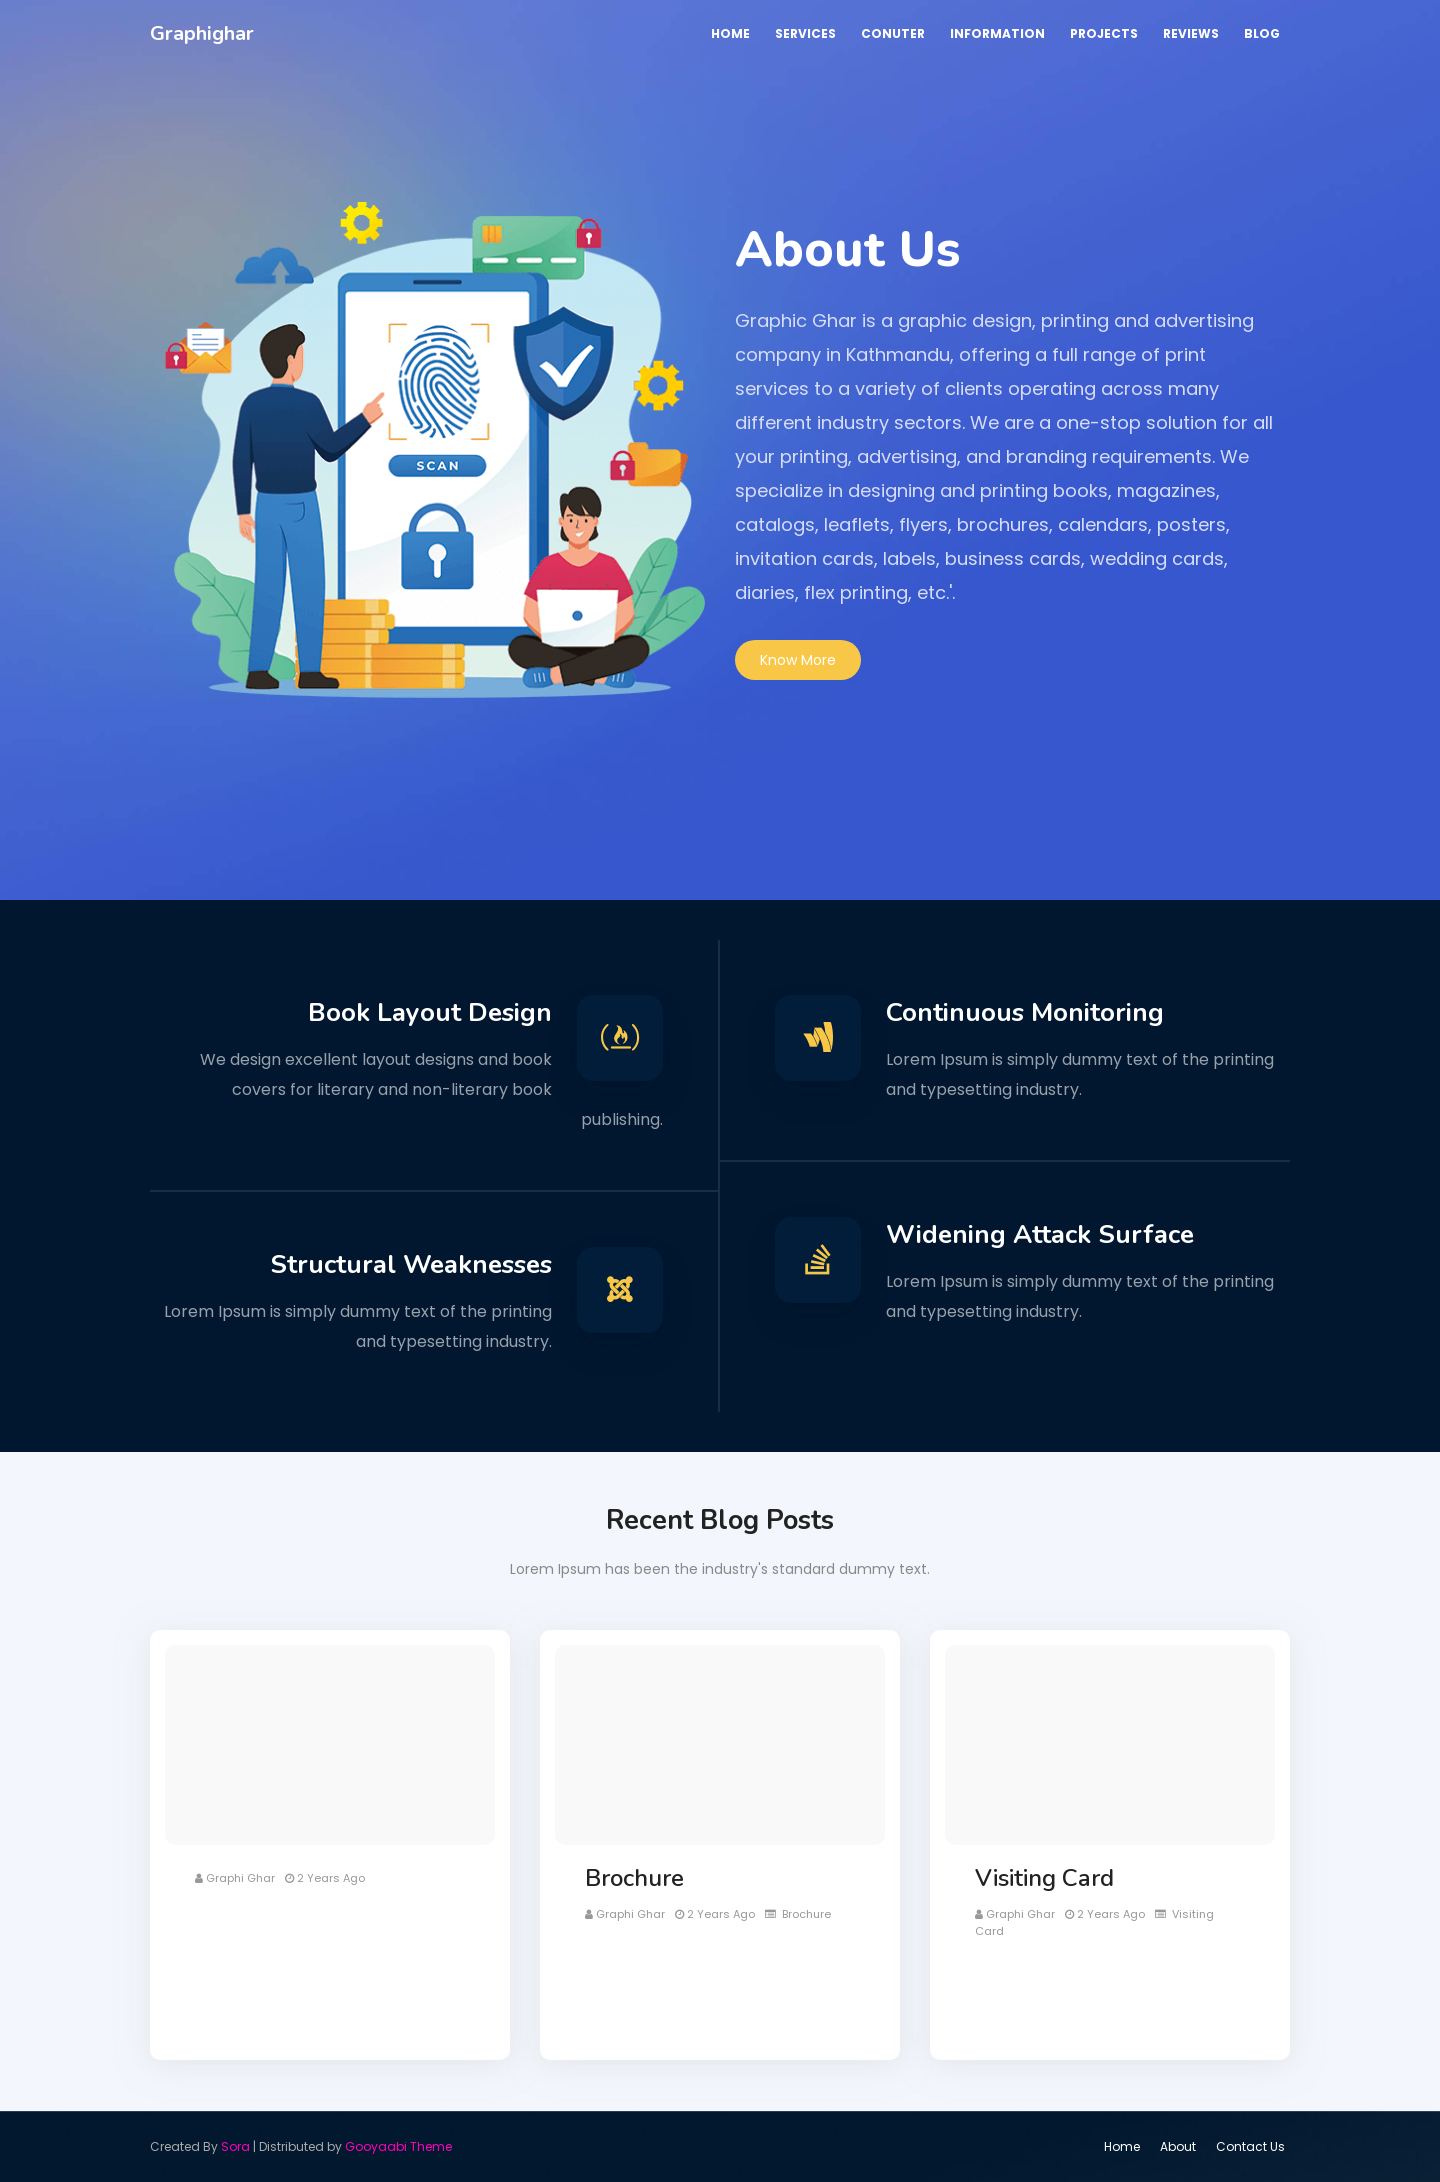 Graphighar
HOME SERVICES CONUTER INFORMATION PROJECTS REVIEWS BLOG
SCAN
About Us
Graphic Ghar is a graphic design, printing and advertising
company in Kathmandu, offering a full range of print
services to a variety of clients operating across many
different industry sectors. We are a one-stop solution for all
your printing, advertising, and branding requirements. We
specialize in designing and printing books, magazines,
catalogs, leaflets, flyers, brochures, calendars, posters,
invitation cards, labels, business cards, wedding cards,
diaries, flex printing, etc.'.
Know More
Book Layout Design
We design excellent layout designs and book
covers for literary and non-literary book
publishing.
Continuous Monitoring
Lorem Ipsum is simply dummy text of the printing
and typesetting industry.
Structural Weaknesses
Lorem Ipsum is simply dummy text of the printing
and typesetting industry.
Widening Attack Surface
Lorem Ipsum is simply dummy text of the printing
and typesetting industry.
Recent Blog Posts
Lorem Ipsum has been the industry's standard dummy text.
Graphi Ghar 2 Years Ago
Brochure
Graphi Ghar 2 Years Ago Brochure
Visiting Card
Graphi Ghar 2 Years Ago Visiting
Card
Created By Sora | Distributed by Gooyaabi Theme
Home About Contact Us